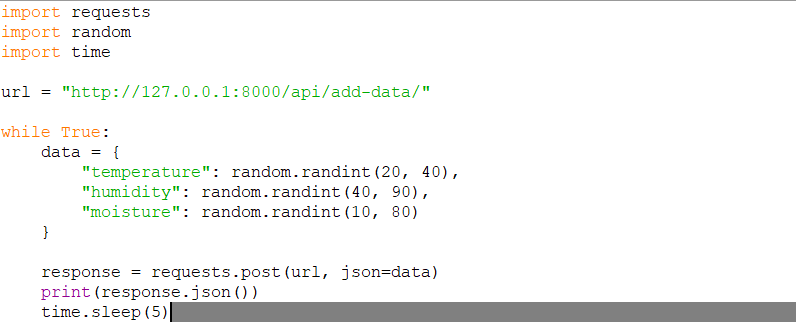 import requests
import random
import time
url = "http://127.0.0.1:8000/api/add-data/"
while True:
    data = {
        "temperature": random.randint(20, 40),
        "humidity": random.randint(40, 90),
        "moisture": random.randint(10, 80)
    }
    response = requests.post(url, json=data)
    print(response.json())
    time.sleep(5)